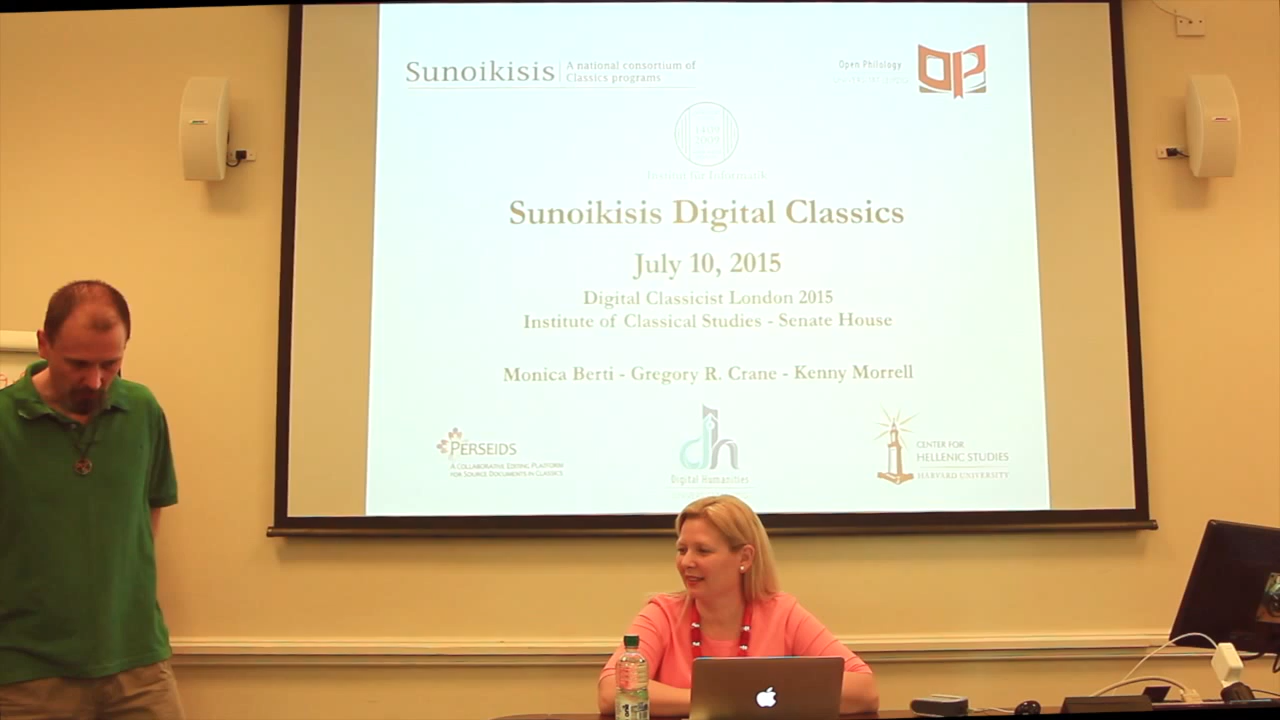 Sunoikisis
A national consortium of
Classics programs
Open Philology
OP
Sunoikisis Digital Classics
July 10, 2015
Digital Classicist London 2015
Institute of Classical Studies - Senate House
Monica Berti - Gregory R. Crane - Kenny Morrell
PERSEIDS
A COLLABORATIVE EDITING PLATFORM
FOR SOURCE DOCUMENTS IN CLASSICS
dh
Digital Humanities
CENTER FOR
HELLENIC STUDIES
HARVARD UNIVERSITY